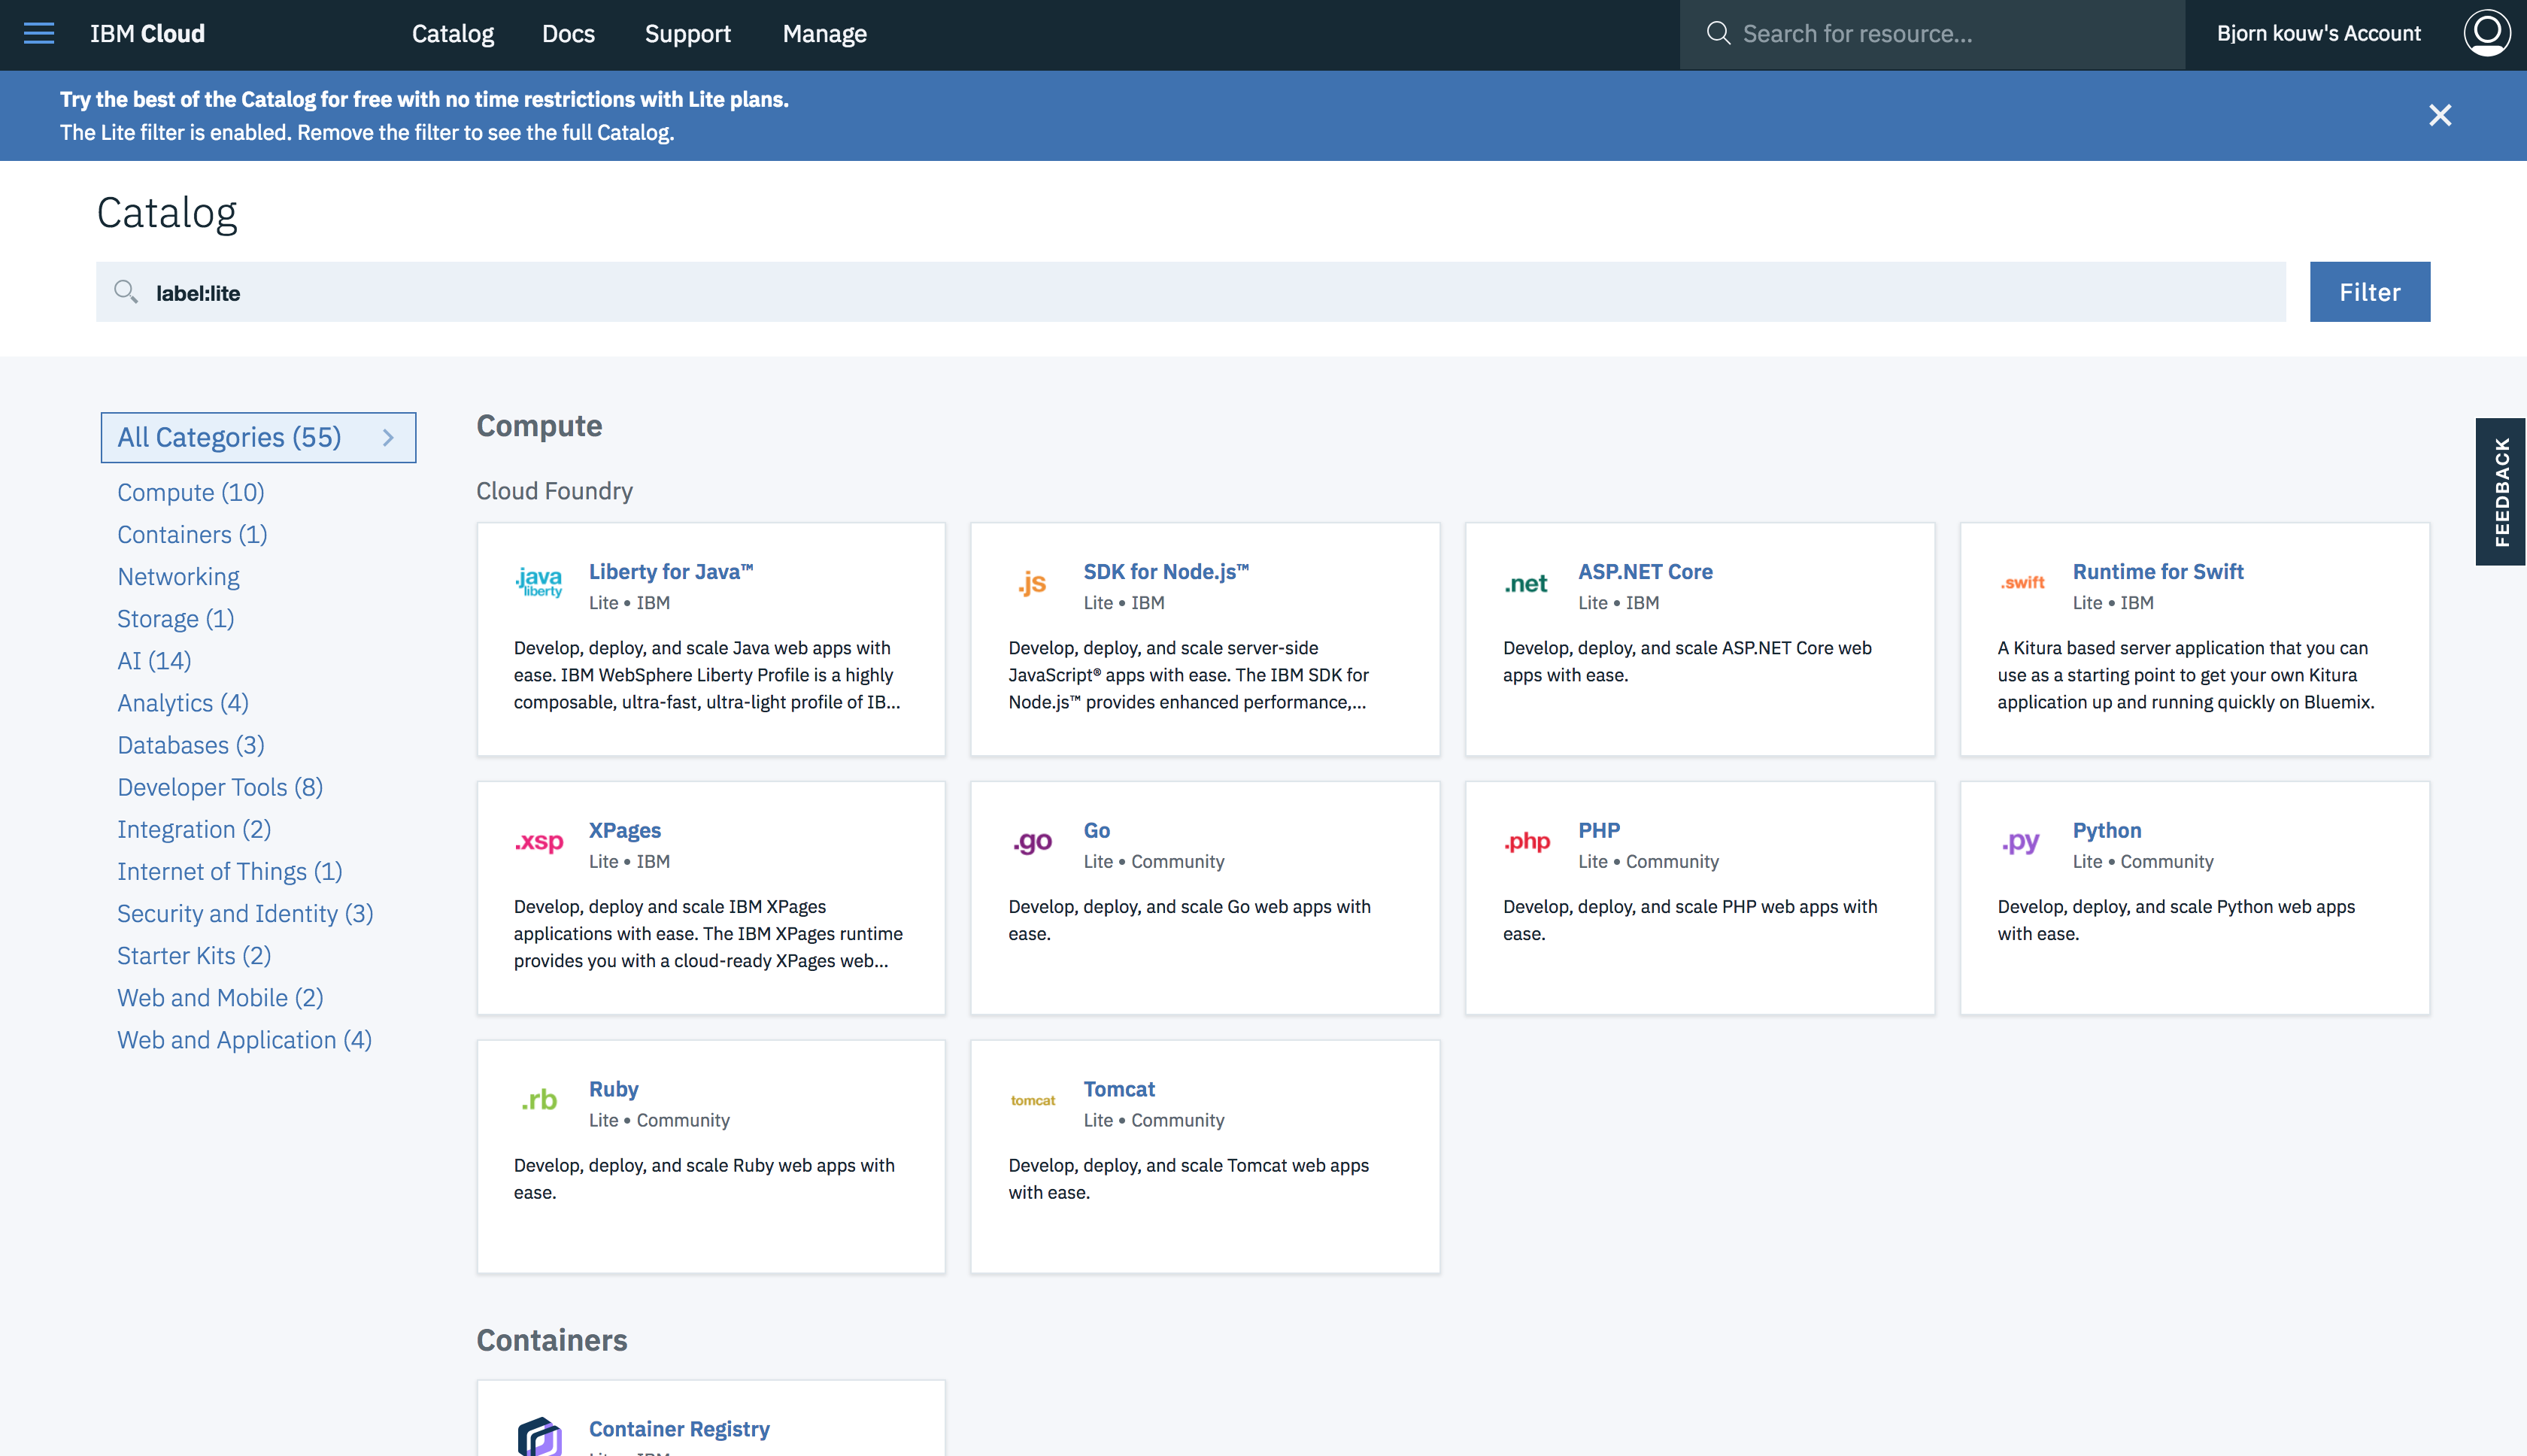 IBM Cloud
Catalog
Docs
Support
Manage
Search for resource...
Bjorn kouw's Account
Try the best of the Catalog for free with no time restrictions with Lite plans.
The Lite filter is enabled. Remove the filter to see the full Catalog.
Catalog
label:lite
Filter
FEEDBACK
All Categories (55)
Compute (10)
Containers (1)
Networking
Storage (1)
AI (14)
Analytics (4)
Databases (3)
Developer Tools (8)
Integration (2)
Internet of Things (1)
Security and Identity (3)
Starter Kits (2)
Web and Mobile (2)
Web and Application (4)
Compute
Cloud Foundry
.java
liberty
Liberty for Java™
Lite • IBM
Develop, deploy, and scale Java web apps with
ease. IBM WebSphere Liberty Profile is a highly
composable, ultra-fast, ultra-light profile of IB...
.js
SDK for Node.js™
Lite • IBM
Develop, deploy, and scale server-side
JavaScript® apps with ease. The IBM SDK for
Node.js™ provides enhanced performance,...
.net
ASP.NET Core
Lite • IBM
Develop, deploy, and scale ASP.NET Core web
apps with ease.
.swift
Runtime for Swift
Lite • IBM
A Kitura based server application that you can
use as a starting point to get your own Kitura
application up and running quickly on Bluemix.
.xsp
XPages
Lite • IBM
Develop, deploy and scale IBM XPages
applications with ease. The IBM XPages runtime
provides you with a cloud-ready XPages web...
.go
Go
Lite • Community
Develop, deploy, and scale Go web apps with
ease.
.php
PHP
Lite • Community
Develop, deploy, and scale PHP web apps with
ease.
.py
Python
Lite • Community
Develop, deploy, and scale Python web apps
with ease.
.rb
Ruby
Lite • Community
Develop, deploy, and scale Ruby web apps with
ease.
tomcat
Tomcat
Lite • Community
Develop, deploy, and scale Tomcat web apps
with ease.
Containers
Container Registry